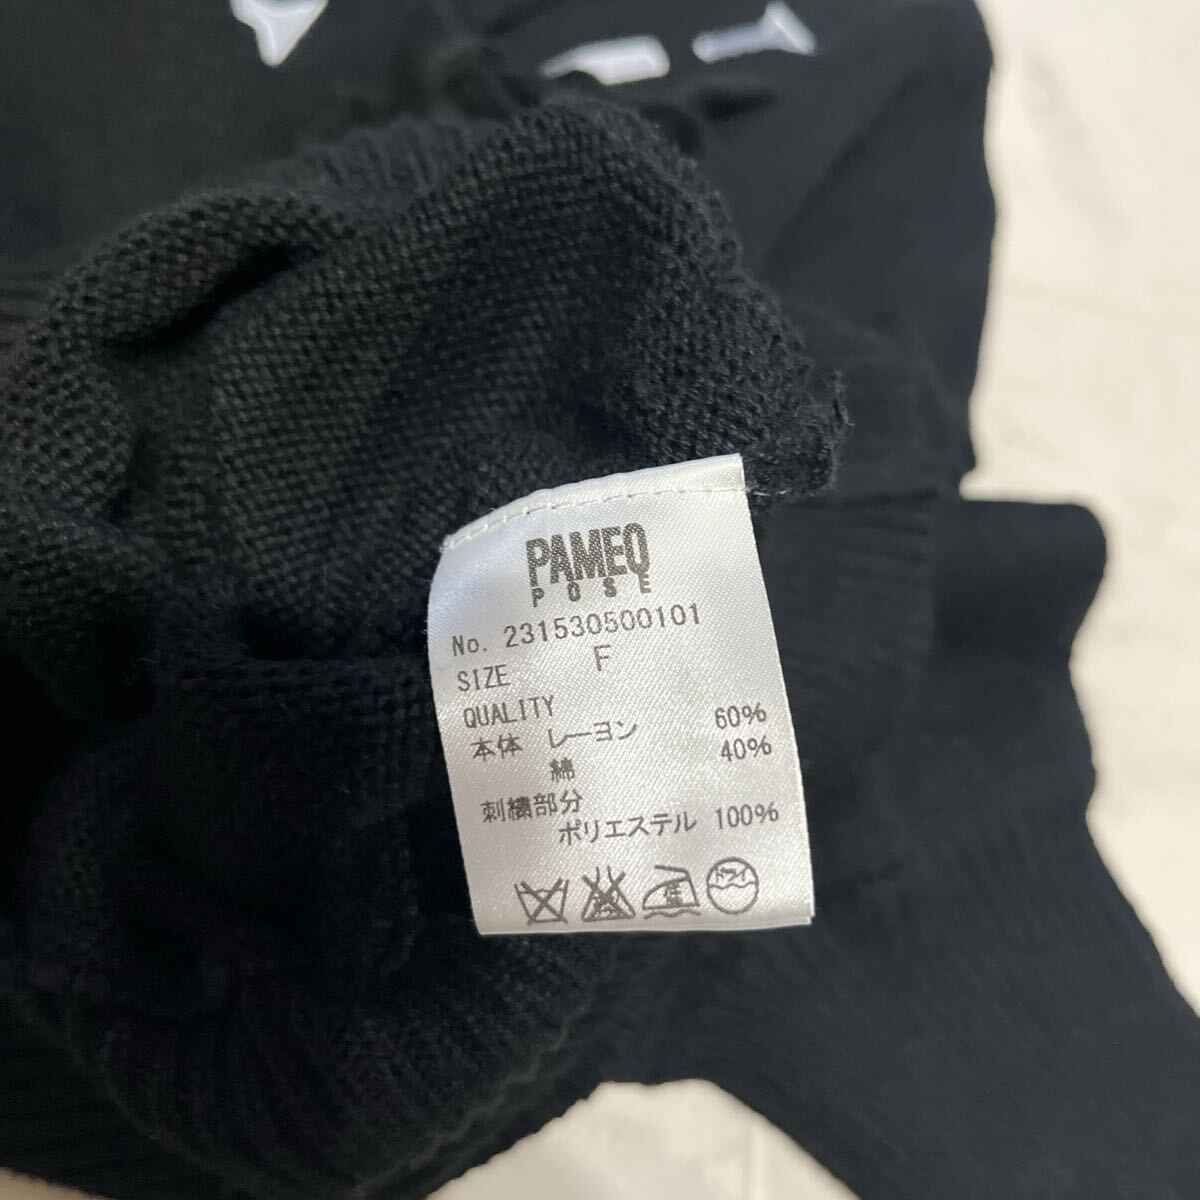 PAMEO
POSE
No. 231530500101
SIZE F
QUALITY
本体 レーヨン 60%
綿 40%
刺繍部分
ポリエステル 100%
低 ドライ